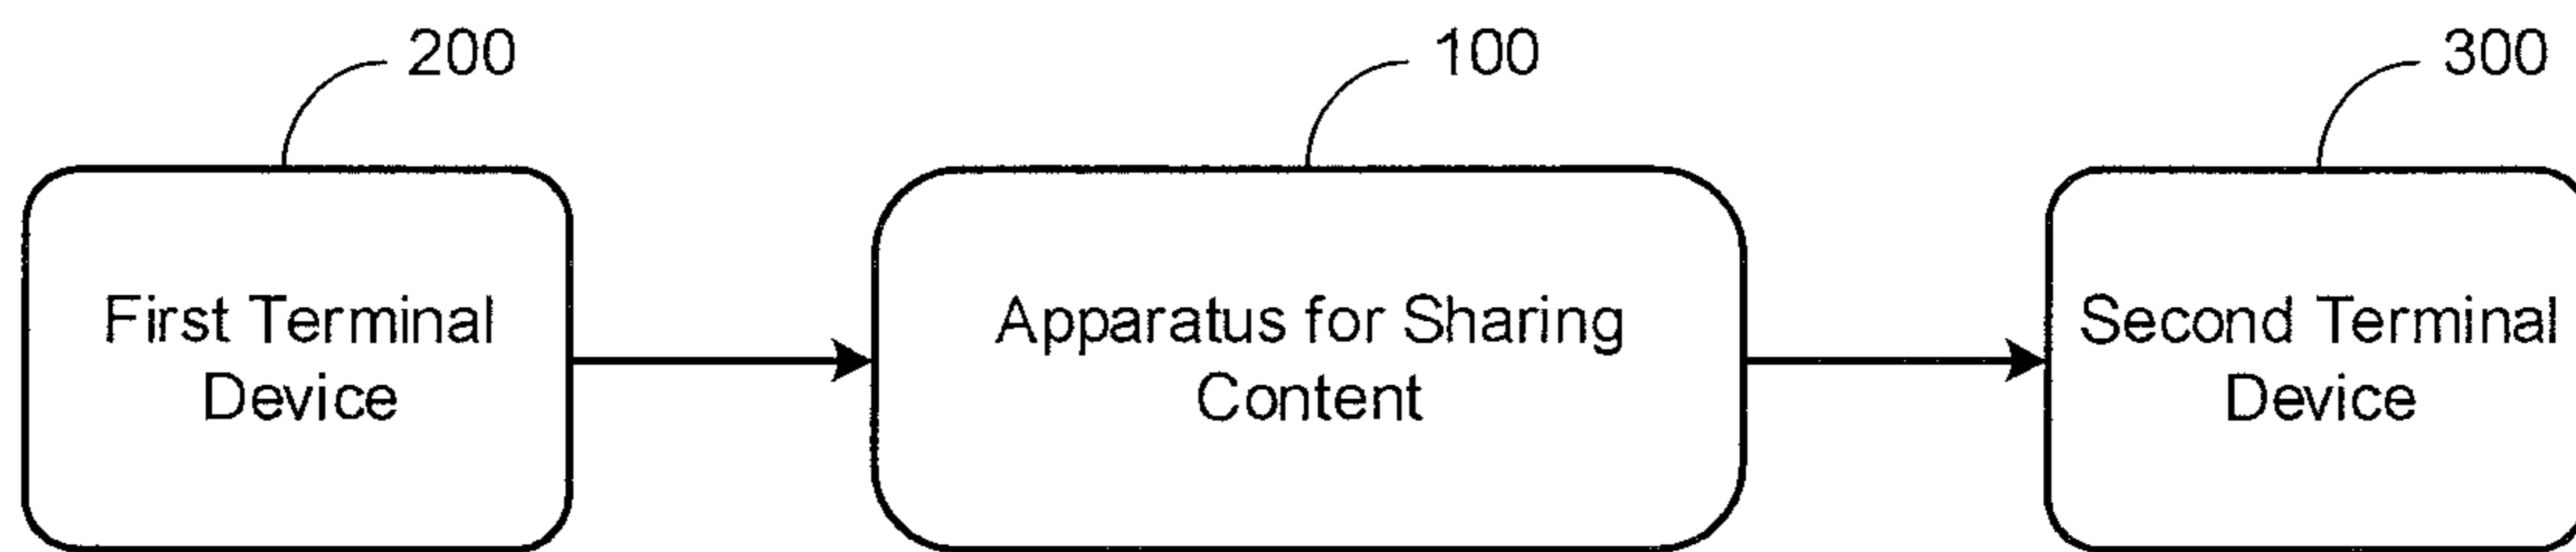 200
100
300
First Terminal
Device
Apparatus for Sharing
Content
Second Terminal
Device